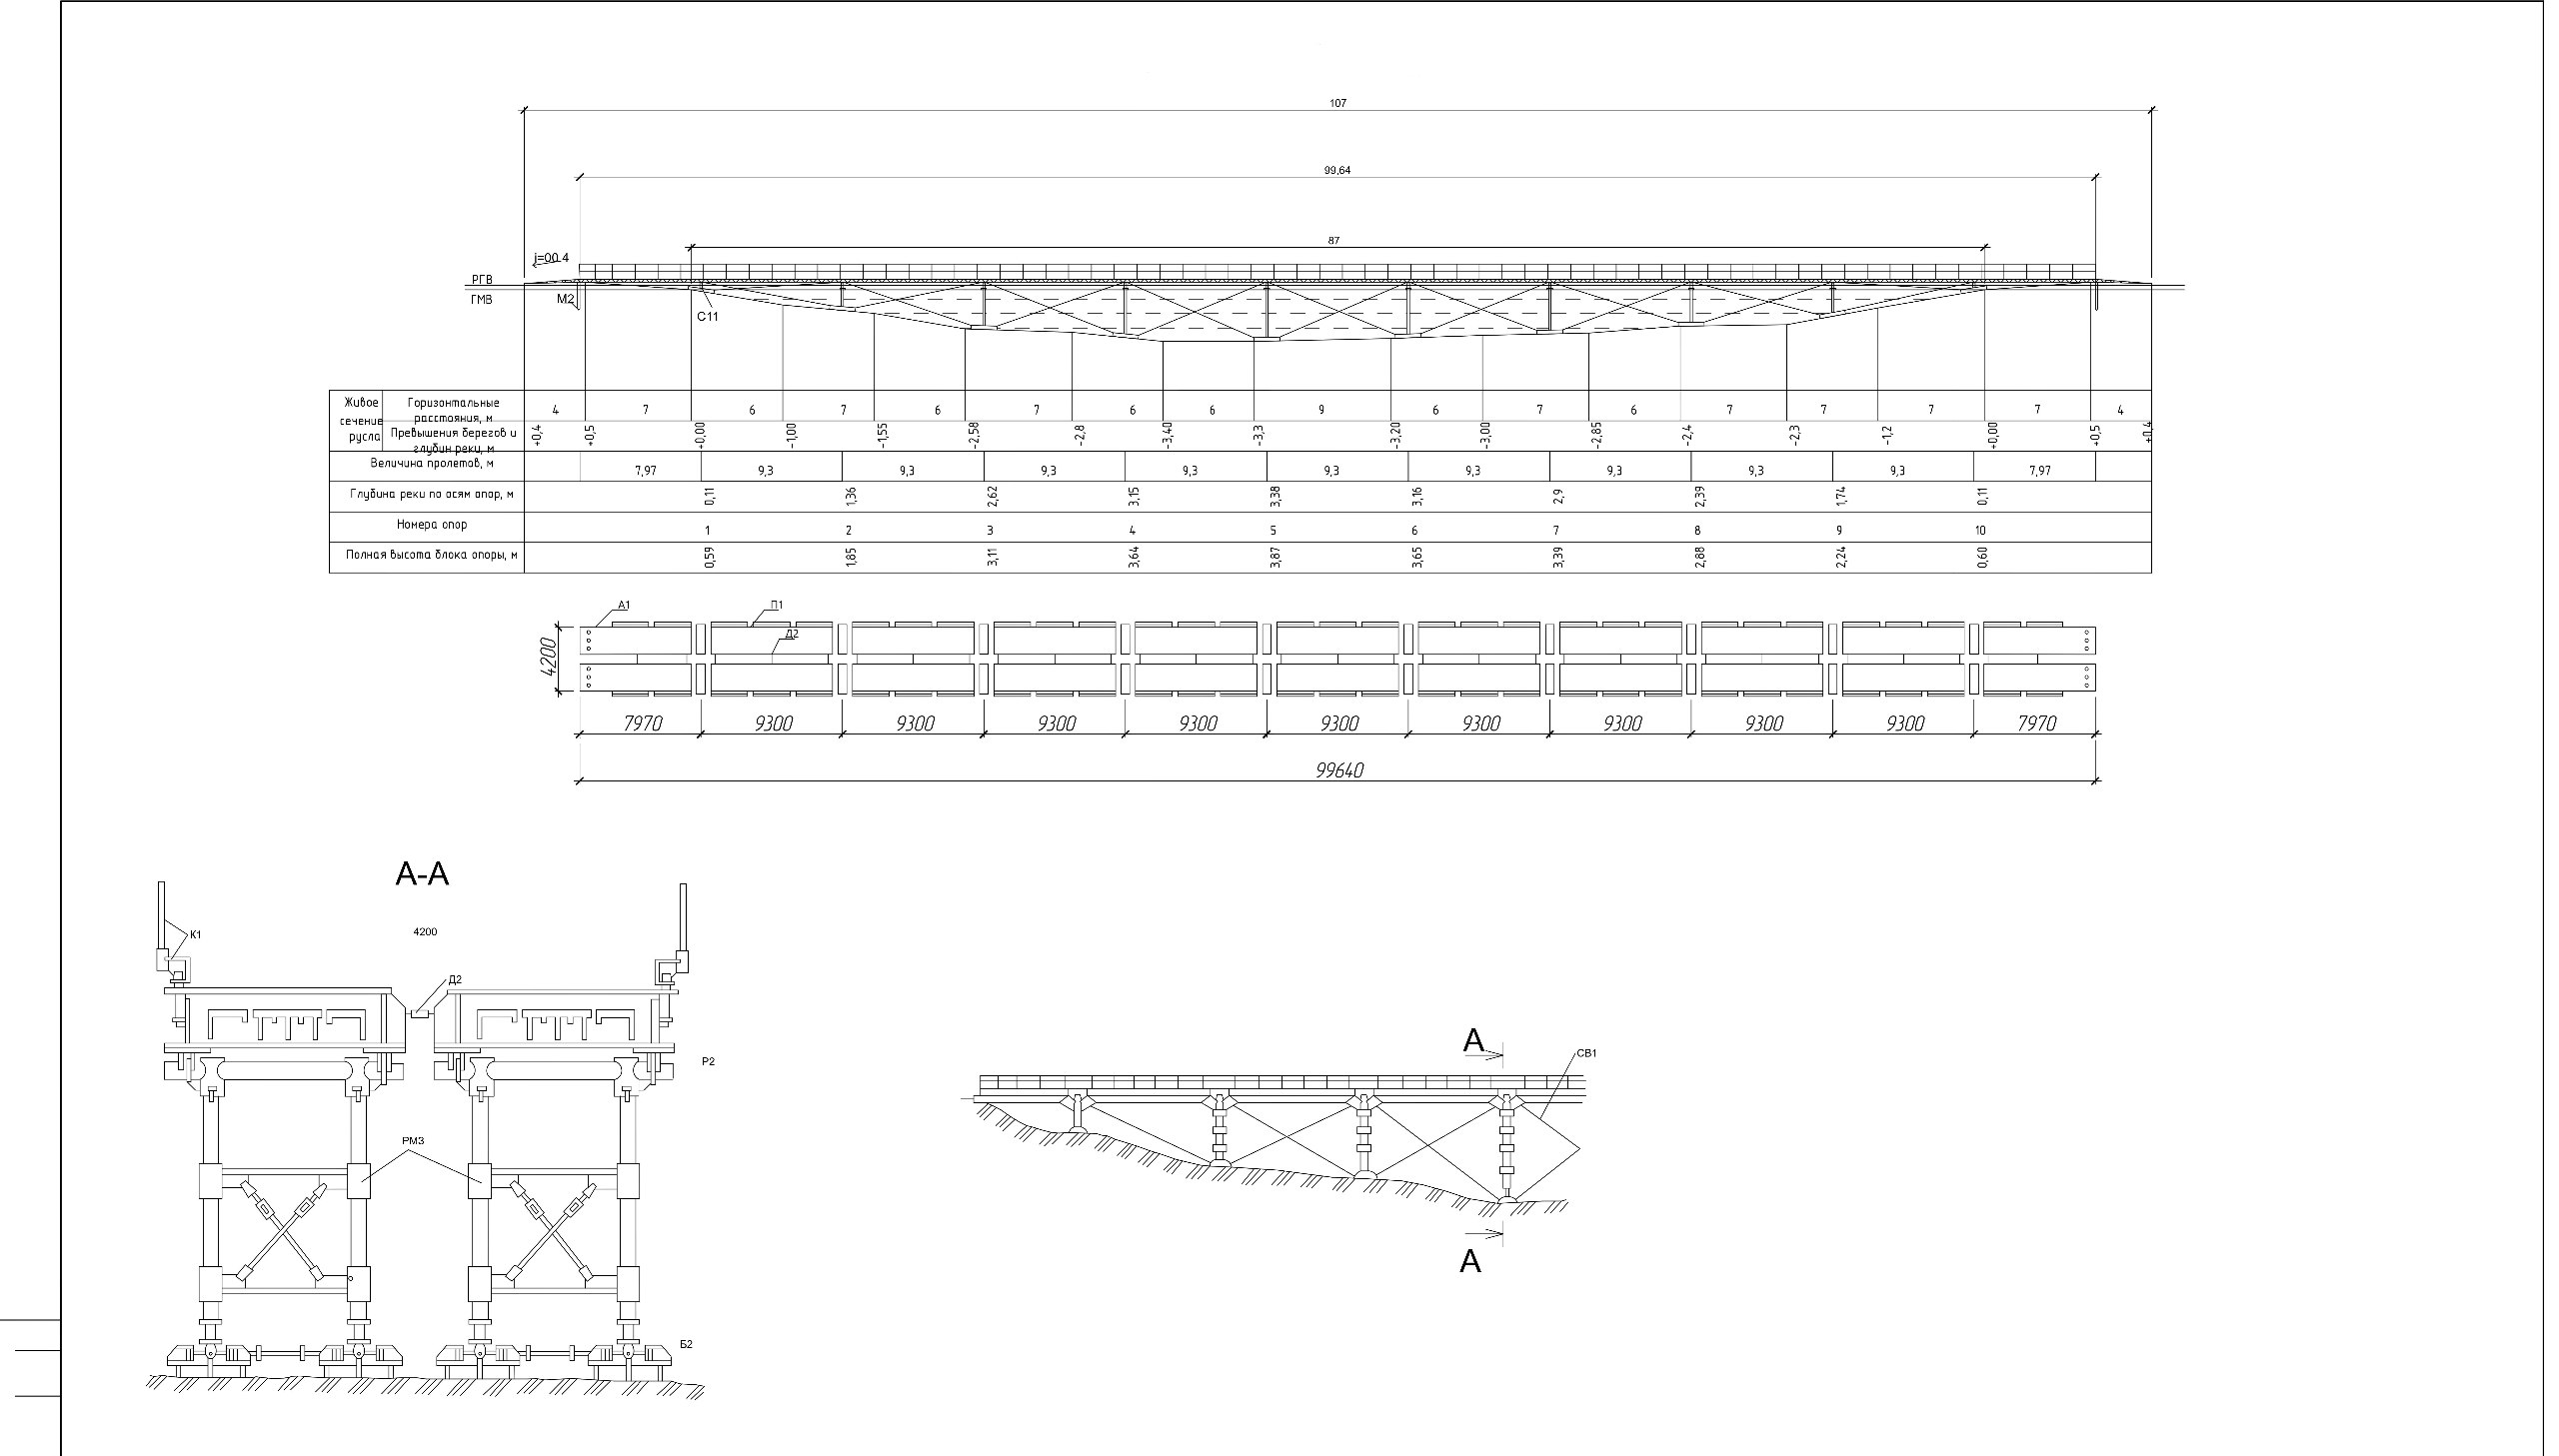 107
99,64
87
j=00.4
РГВ
ГМВ
М2
С11
Живое сечение русла
Горизонтальные расстояния, м
4 7 6 7 6 7 6 6 9 6 7 6 7 7 7 7 4
Превышения берегов и глубин реки, м
+0,4 +0,5 +0,00 -1,00 -1,55 -2,58 -2,8 -3,40 -3,3 -3,20 -3,00 -2,85 -2,4 -2,3 -1,2 +0,00 +0,5 +0,4
Величина пролетов, м
7,97 9,3 9,3 9,3 9,3 9,3 9,3 9,3 9,3 9,3 7,97
Глубина реки по осям опор, м
0,11 1,36 2,62 3,15 3,38 3,16 2,9 2,39 1,74 0,11
Номера опор
1 2 3 4 5 6 7 8 9 10
Полная высота блока опоры, м
0,59 1,85 3,11 3,64 3,87 3,65 3,39 2,88 2,24 0,60
А1
П1
Д2
4200
7970 9300 9300 9300 9300 9300 9300 9300 9300 9300 7970
99640
А-А
К1
4200
Д2
Р2
РМ3
Б2
А
СВ1
А